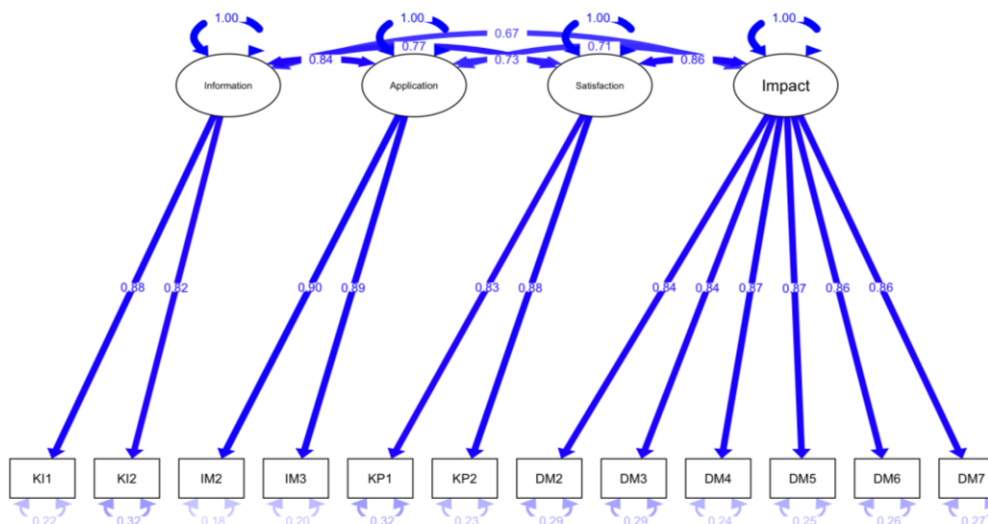 1.00 1.00 1.00 1.00
0.67
0.77 0.71
0.84 0.73 0.86
Information Application Satisfaction Impact
0.88 0.82 0.90 0.89 0.83 0.88 0.84 0.84 0.87 0.87 0.86 0.86
KI1 KI2 IM2 IM3 KP1 KP2 DM2 DM3 DM4 DM5 DM6 DM7
0.22 0.32 0.18 0.20 0.32 0.23 0.29 0.29 0.24 0.25 0.26 0.27